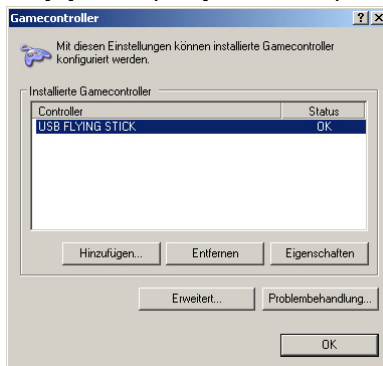 Gamecontroller
Mit diesen Einstellungen können installierte Gamecontroller
konfiguriert werden.
Installierte Gamecontroller
Controller Status
USB FLYING STICK OK
Hinzufügen... Entfernen Eigenschaften
Erweitert... Problembehandlung...
OK